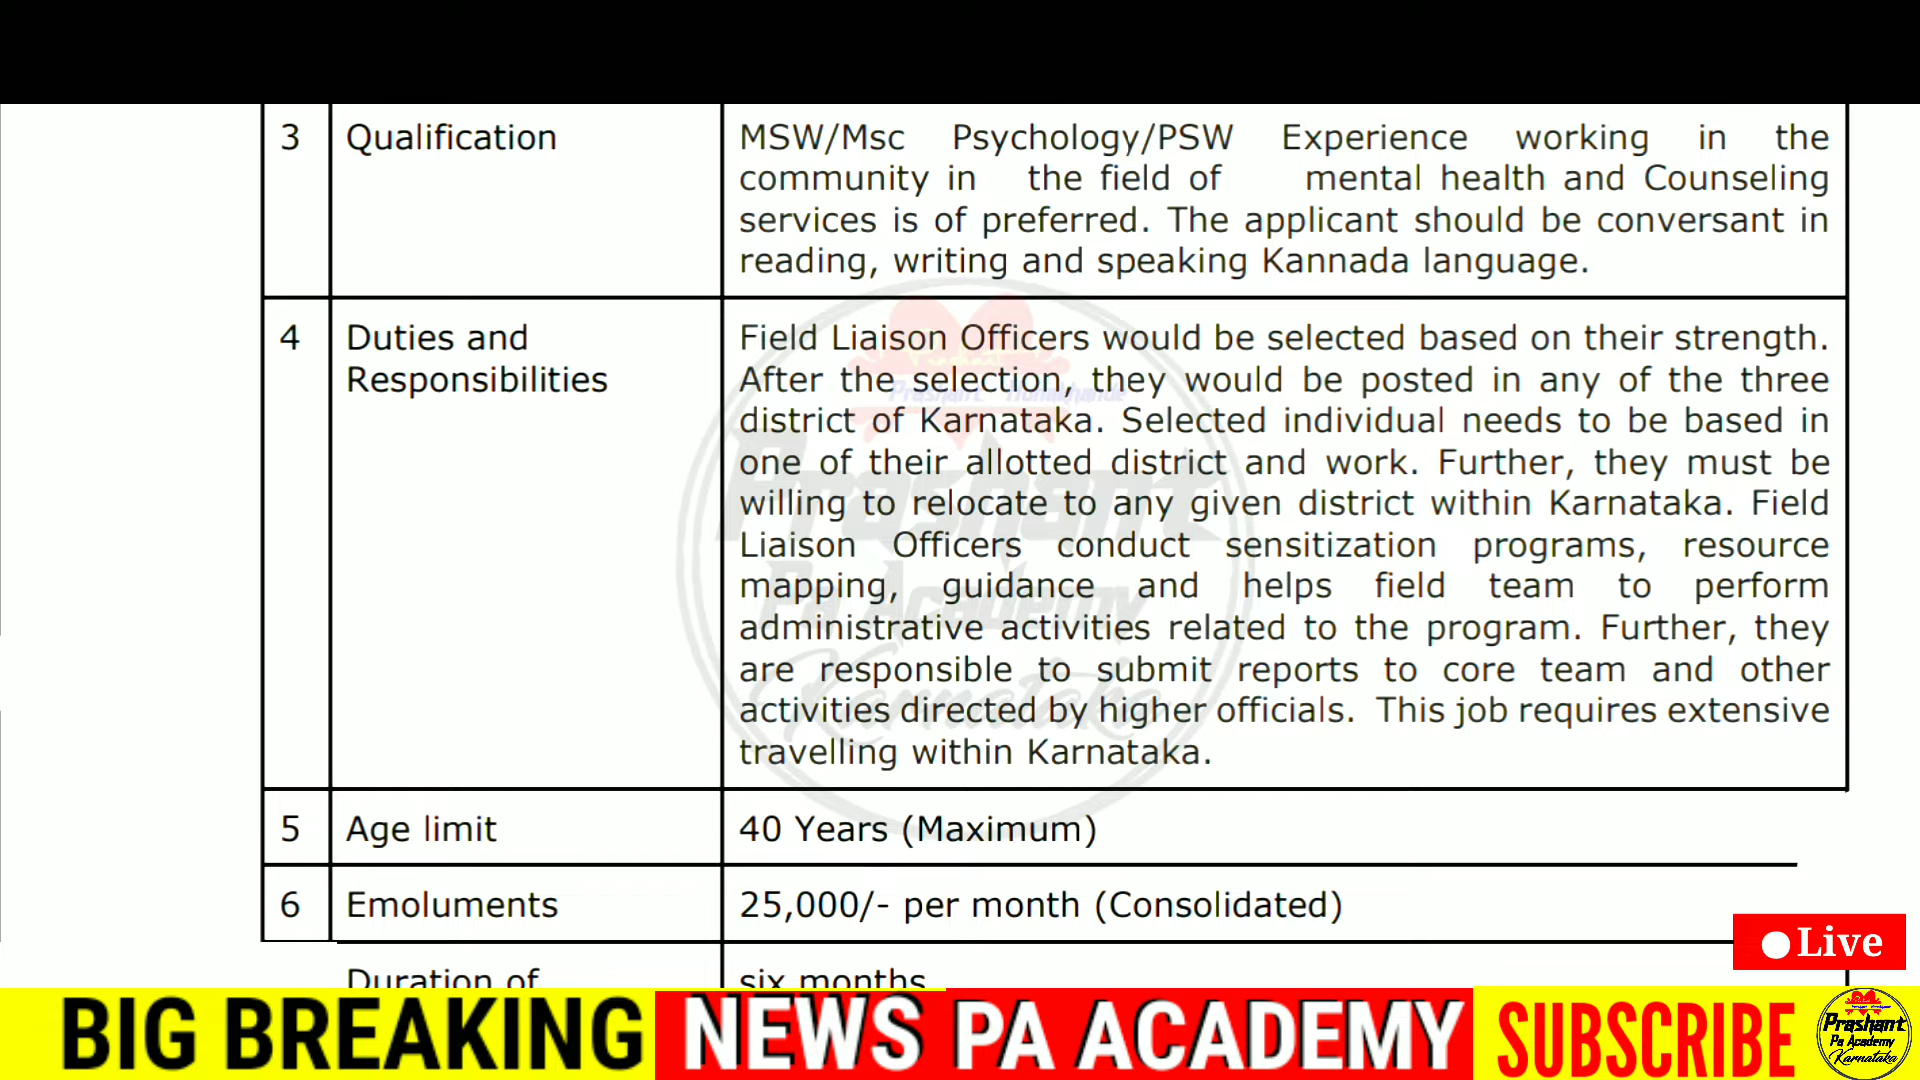 3 Qualification MSW/Msc Psychology/PSW Experience working in the
community in the field of mental health and Counseling
services is of preferred. The applicant should be conversant in
reading, writing and speaking Kannada language.
4 Duties and Field Liaison Officers would be selected based on their strength.
Responsibilities After the selection, they would be posted in any of the three
district of Karnataka. Selected individual needs to be based in
one of their allotted district and work. Further, they must be
willing to relocate to any given district within Karnataka. Field
Liaison Officers conduct sensitization programs, resource
mapping, guidance and helps field team to perform
administrative activities related to the program. Further, they
are responsible to submit reports to core team and other
activities directed by higher officials. This job requires extensive
travelling within Karnataka.
5 Age limit 40 Years (Maximum)
6 Emoluments 25,000/- per month (Consolidated)
Duration of six months
Prashant
Pa Academy
Karnataka
Live
BIG BREAKING NEWS PA ACADEMY SUBSCRIBE
Prashant
Pa Academy
Karnataka